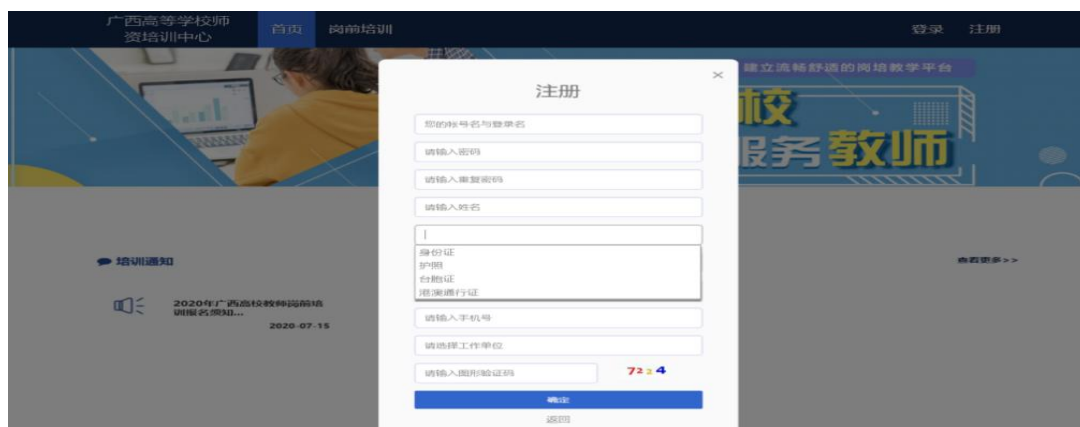 广西高等学校师
资培训中心
首页
岗前培训
登录
注册
建立流畅舒适的岗培教学平台
校
服务教师
×
注册
您的帐号名与登录名
请输入密码
请输入重复密码
请输入姓名
身份证
护照
台胞证
港澳通行证
请输入手机号
请选择工作单位
请输入图形验证码
7224
确定
返回
培训通知
查看更多>>
2020年广西高校教师岗前培
训报名须知...
2020-07-15